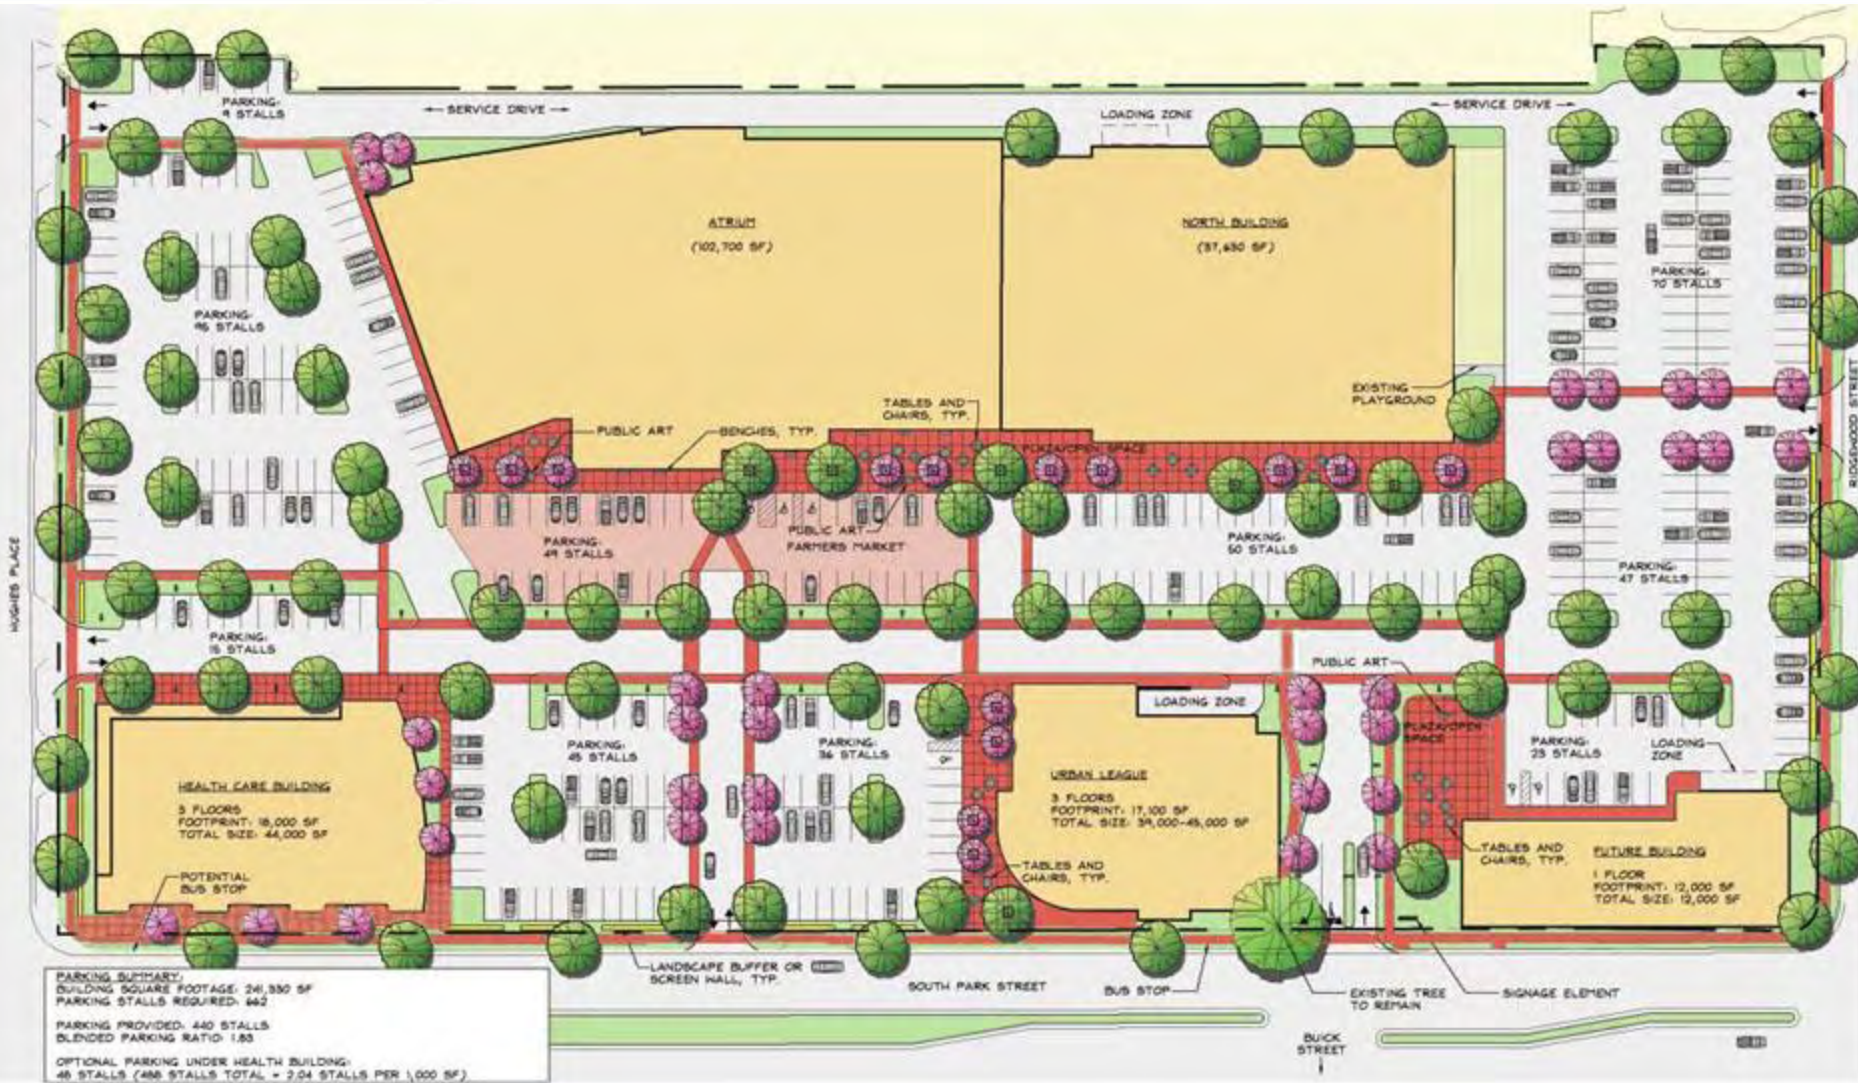 PARKING:
9 STALLS
SERVICE DRIVE
LOADING ZONE
SERVICE DRIVE
ATRIUM
(102,700 SF)
NORTH BUILDING
(37,630 SF)
PARKING:
70 STALLS
PARKING:
95 STALLS
EXISTING
PLAYGROUND
RIDGEWOOD STREET
TABLES AND
CHAIRS, TYP.
PUBLIC ART
BENCHES, TYP.
PLAZA/OPEN SPACE
HUGHES PLACE
PARKING:
49 STALLS
PUBLIC ART
FARMERS MARKET
PARKING:
50 STALLS
PARKING:
47 STALLS
PARKING:
15 STALLS
PUBLIC ART
LOADING ZONE
PLAZA/OPEN
SPACE
PARKING:
45 STALLS
PARKING:
36 STALLS
PARKING:
23 STALLS
LOADING
ZONE
HEALTH CARE BUILDING
3 FLOORS
FOOTPRINT: 18,000 SF
TOTAL SIZE: 44,000 SF
URBAN LEAGUE
3 FLOORS
FOOTPRINT: 17,100 SF
TOTAL SIZE: 39,000-45,000 SF
TABLES AND
CHAIRS, TYP.
TABLES AND
CHAIRS, TYP.
FUTURE BUILDING
1 FLOOR
FOOTPRINT: 12,000 SF
TOTAL SIZE: 12,000 SF
POTENTIAL
BUS STOP
LANDSCAPE BUFFER OR
SCREEN WALL, TYP.
SOUTH PARK STREET
BUS STOP
EXISTING TREE
TO REMAIN
SIGNAGE ELEMENT
BUICK
STREET
PARKING SUMMARY:
BUILDING SQUARE FOOTAGE: 241,330 SF
PARKING STALLS REQUIRED: 662
PARKING PROVIDED: 440 STALLS
BLENDED PARKING RATIO: 1.83
OPTIONAL PARKING UNDER HEALTH BUILDING:
48 STALLS (488 STALLS TOTAL = 2.04 STALLS PER 1,000 SF)